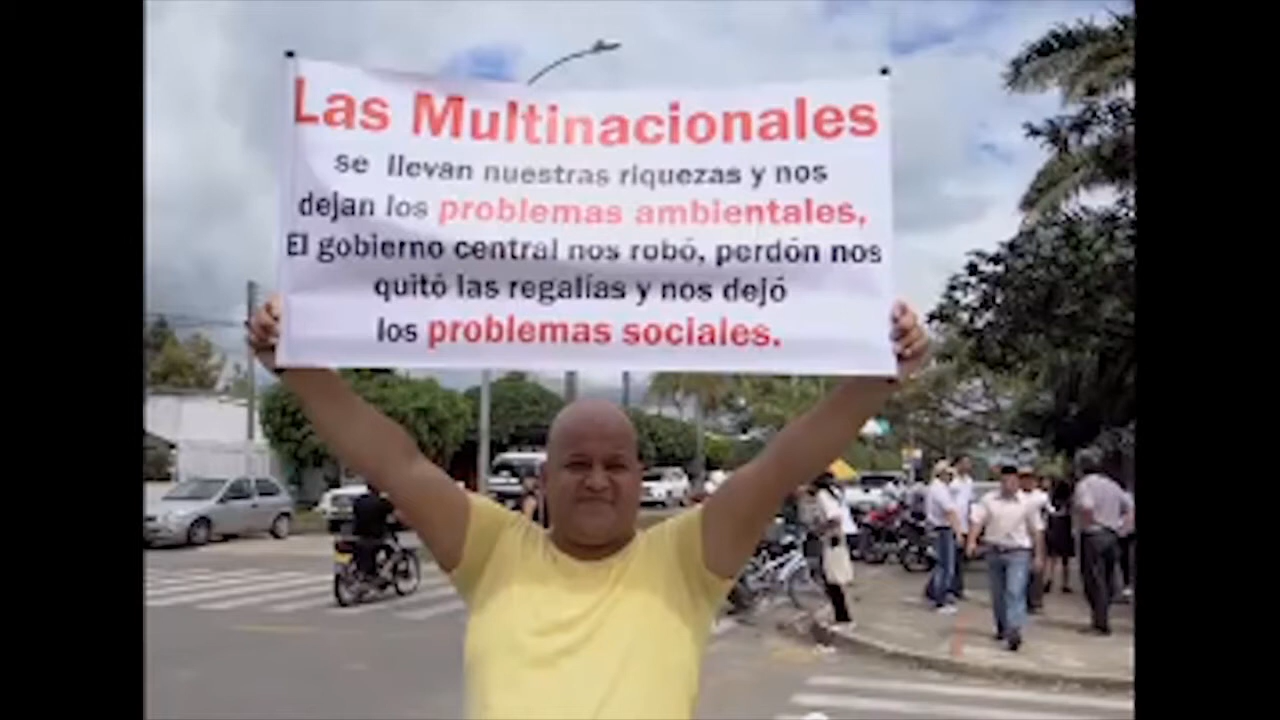 Las Multinacionales
se llevan nuestras riquezas y nos
dejan los problemas ambientales,
El gobierno central nos robó, perdón nos
quitó las regalías y nos dejó
los problemas sociales.